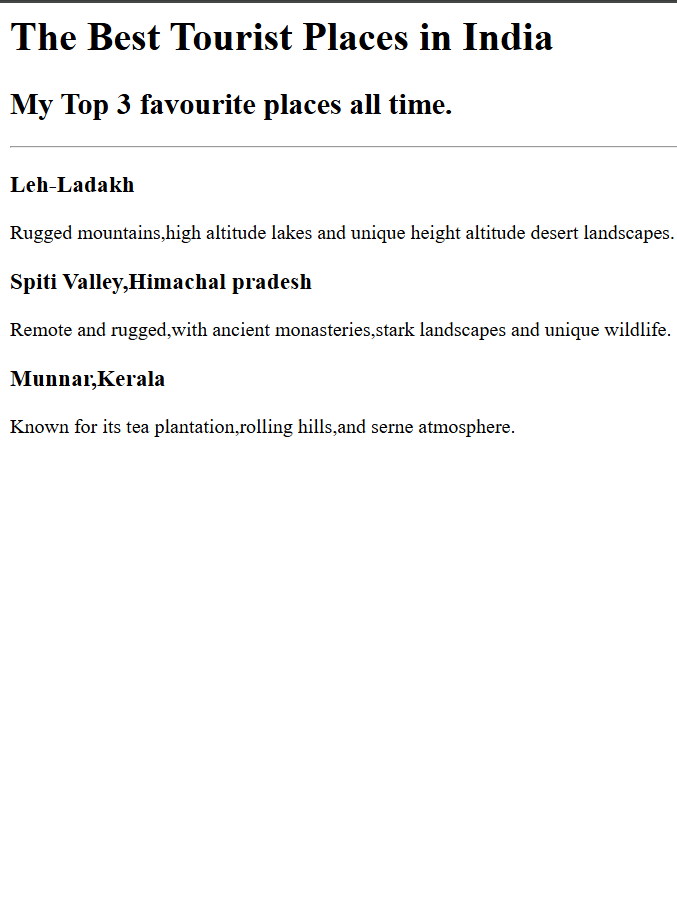 The Best Tourist Places in India
My Top 3 favourite places all time.
Leh-Ladakh
Rugged mountains,high altitude lakes and unique height altitude desert landscapes.
Spiti Valley,Himachal pradesh
Remote and rugged,with ancient monasteries,stark landscapes and unique wildlife.
Munnar,Kerala
Known for its tea plantation,rolling hills,and serne atmosphere.